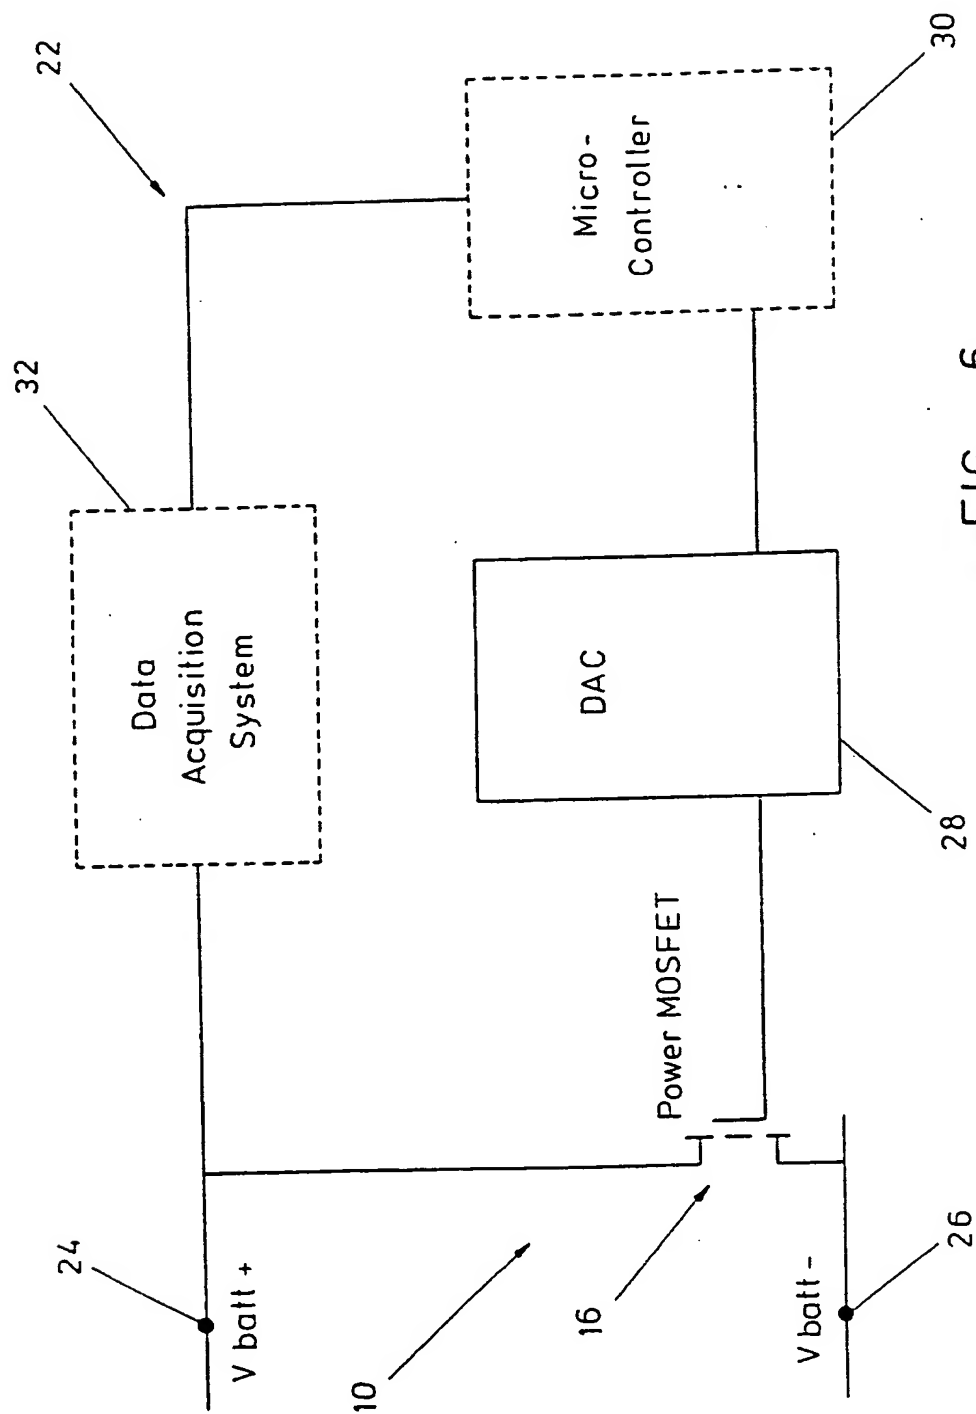 22
32
24
V batt +
Data
Acquisition
System
Micro-
Controller
30
DAC
28
Power MOSFET
10
16
V batt -
26